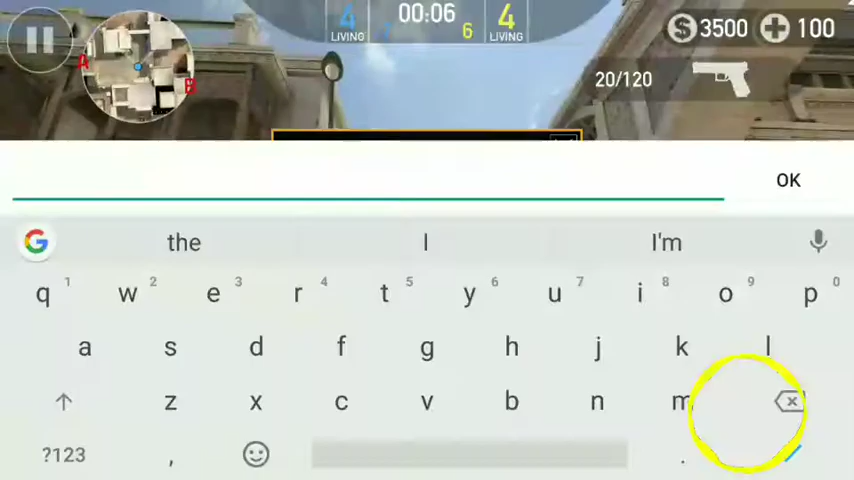 4 00:06 4
LIVING 6 LIVING
$3500 100
A
B
20/120
OK
G the I I'm
q 1 w 2 e 3 r 4 t 5 y 6 u 7 i 8 o 9 p 0
a s d f g h j k l
z x c v b n m
?123 , .